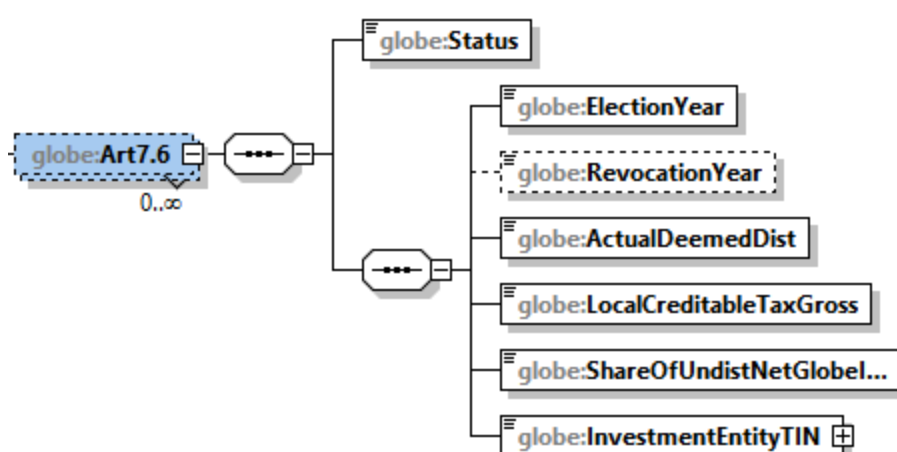 globe:Status
globe:ElectionYear
globe:Art7.6
globe:RevocationYear
0..∞
globe:ActualDeemedDist
globe:LocalCreditableTaxGross
globe:ShareOfUndistNetGlobeI...
globe:InvestmentEntityTIN